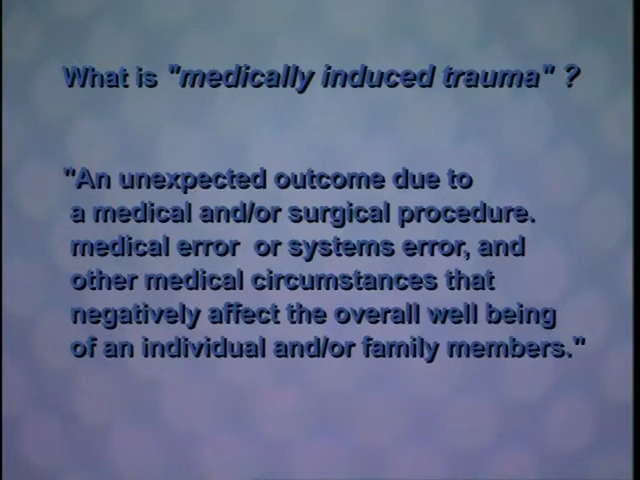 What is "medically induced trauma" ?
"An unexpected outcome due to
a medical and/or surgical procedure.
medical error or systems error, and
other medical circumstances that
negatively affect the overall well being
of an individual and/or family members."